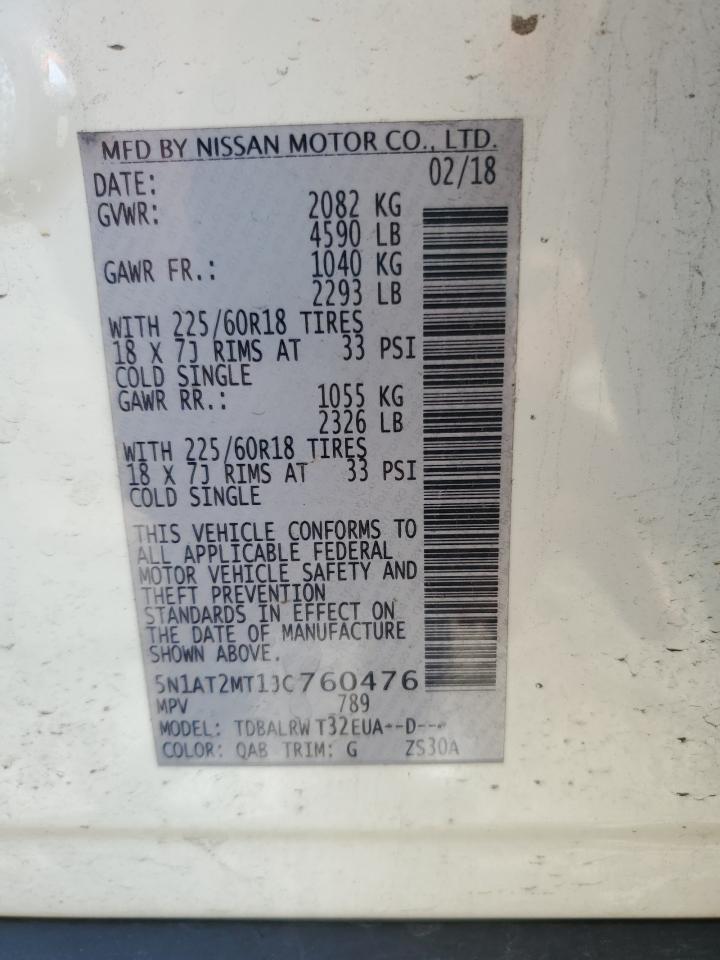 MFD BY NISSAN MOTOR CO., LTD.
DATE: 02/18
GVWR: 2082 KG
4590 LB
GAWR FR.: 1040 KG
2293 LB
WITH 225/60R18 TIRES
18 X 7J RIMS AT 33 PSI
COLD SINGLE
GAWR RR.: 1055 KG
2326 LB
WITH 225/60R18 TIRES
18 X 7J RIMS AT 33 PSI
COLD SINGLE
THIS VEHICLE CONFORMS TO
ALL APPLICABLE FEDERAL
MOTOR VEHICLE SAFETY AND
THEFT PREVENTION
STANDARDS IN EFFECT ON
THE DATE OF MANUFACTURE
SHOWN ABOVE.
5N1AT2MT1JC760476
MPV 789
MODEL: TDBALRW T32EUA--D---
COLOR: QAB TRIM: G ZS30A